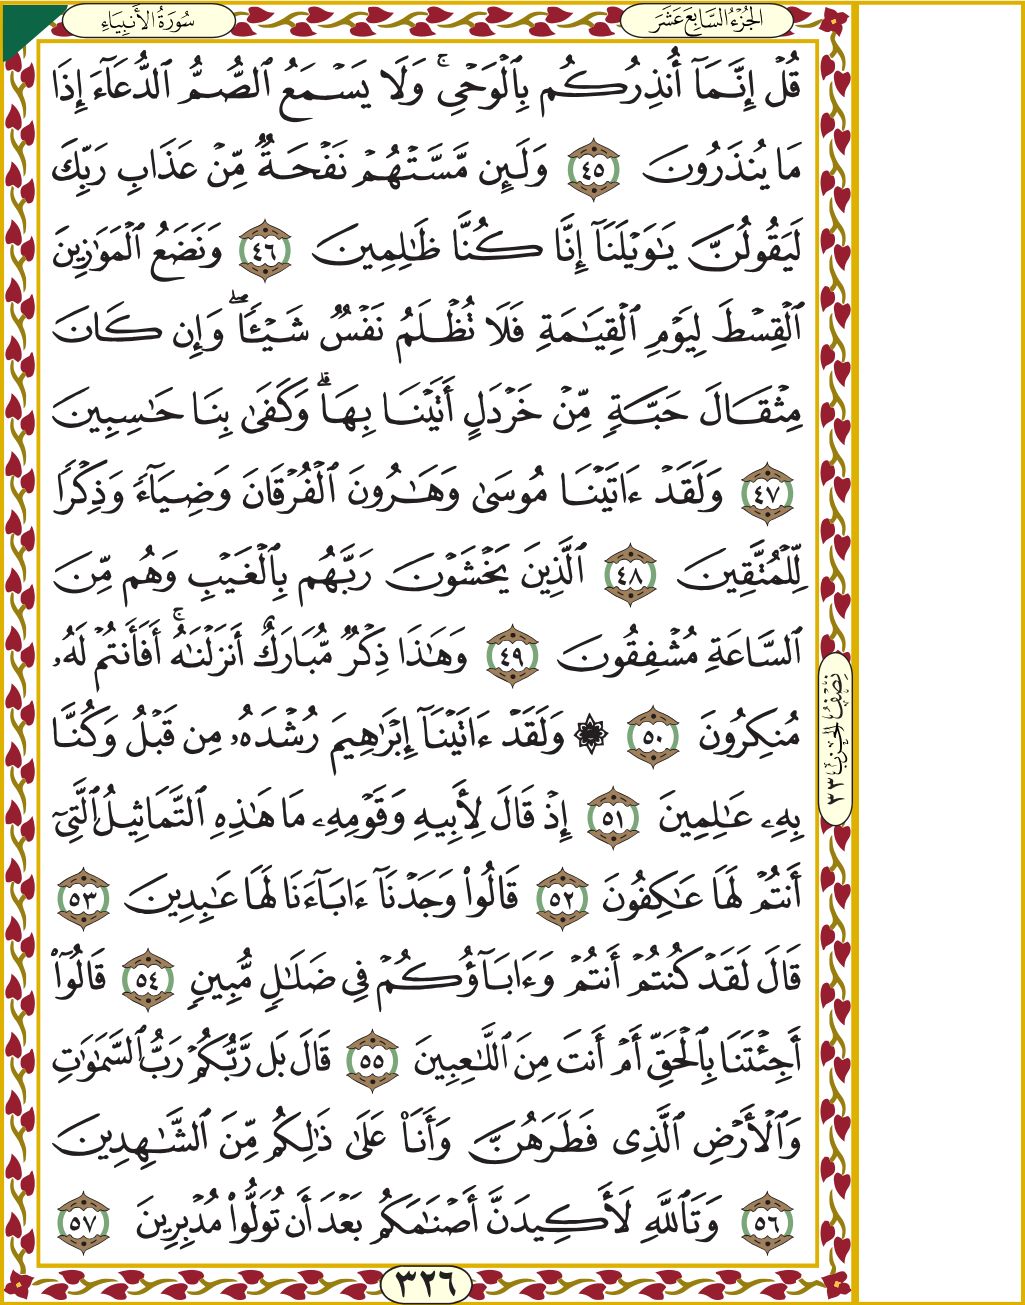 سُورَةُ الأَنْبِيَاءِ
الجُزْءُ السَّابِعَ عَشَرَ
قُلۡ إِنَّمَآ أُنذِرُكُم بِٱلۡوَحۡيِۚ وَلَا يَسۡمَعُ ٱلصُّمُّ ٱلدُّعَآءَ إِذَا
مَا يُنذَرُونَ ٤٥ وَلَئِن مَّسَّتۡهُمۡ نَفۡحَةٞ مِّنۡ عَذَابِ رَبِّكَ
لَيَقُولُنَّ يَٰوَيۡلَنَآ إِنَّا كُنَّا ظَٰلِمِينَ ٤٦ وَنَضَعُ ٱلۡمَوَٰزِينَ
ٱلۡقِسۡطَ لِيَوۡمِ ٱلۡقِيَٰمَةِ فَلَا تُظۡلَمُ نَفۡسٞ شَيۡـٔٗاۖ وَإِن كَانَ
مِثۡقَالَ حَبَّةٖ مِّنۡ خَرۡدَلٍ أَتَيۡنَا بِهَاۗ وَكَفَىٰ بِنَا حَٰسِبِينَ
٤٧ وَلَقَدۡ ءَاتَيۡنَا مُوسَىٰ وَهَٰرُونَ ٱلۡفُرۡقَانَ وَضِيَآءٗ وَذِكۡرٗا
لِّلۡمُتَّقِينَ ٤٨ ٱلَّذِينَ يَخۡشَوۡنَ رَبَّهُم بِٱلۡغَيۡبِ وَهُم مِّنَ
ٱلسَّاعَةِ مُشۡفِقُونَ ٤٩ وَهَٰذَا ذِكۡرٞ مُّبَارَكٌ أَنزَلۡنَٰهُۚ أَفَأَنتُمۡ لَهُۥ
مُنكِرُونَ ٥٠ ۞ وَلَقَدۡ ءَاتَيۡنَآ إِبۡرَٰهِيمَ رُشۡدَهُۥ مِن قَبۡلُ وَكُنَّا
بِهِۦ عَٰلِمِينَ ٥١ إِذۡ قَالَ لِأَبِيهِ وَقَوۡمِهِۦ مَا هَٰذِهِ ٱلتَّمَاثِيلُ ٱلَّتِيٓ
أَنتُمۡ لَهَا عَٰكِفُونَ ٥٢ قَالُواْ وَجَدۡنَآ ءَابَآءَنَا لَهَا عَٰبِدِينَ ٥٣
قَالَ لَقَدۡ كُنتُمۡ أَنتُمۡ وَءَابَآؤُكُمۡ فِي ضَلَٰلٖ مُّبِينٖ ٥٤ قَالُوٓاْ
أَجِئۡتَنَا بِٱلۡحَقِّ أَمۡ أَنتَ مِنَ ٱللَّٰعِبِينَ ٥٥ قَالَ بَل رَّبُّكُمۡ رَبُّ ٱلسَّمَٰوَٰتِ
وَٱلۡأَرۡضِ ٱلَّذِي فَطَرَهُنَّ وَأَنَا۠ عَلَىٰ ذَٰلِكُم مِّنَ ٱلشَّٰهِدِينَ
٥٦ وَتَٱللَّهِ لَأَكِيدَنَّ أَصۡنَٰمَكُم بَعۡدَ أَن تُوَلُّواْ مُدۡبِرِينَ ٥٧
نِصْفُ الحِزْبِ ٣٣
٣٢٦